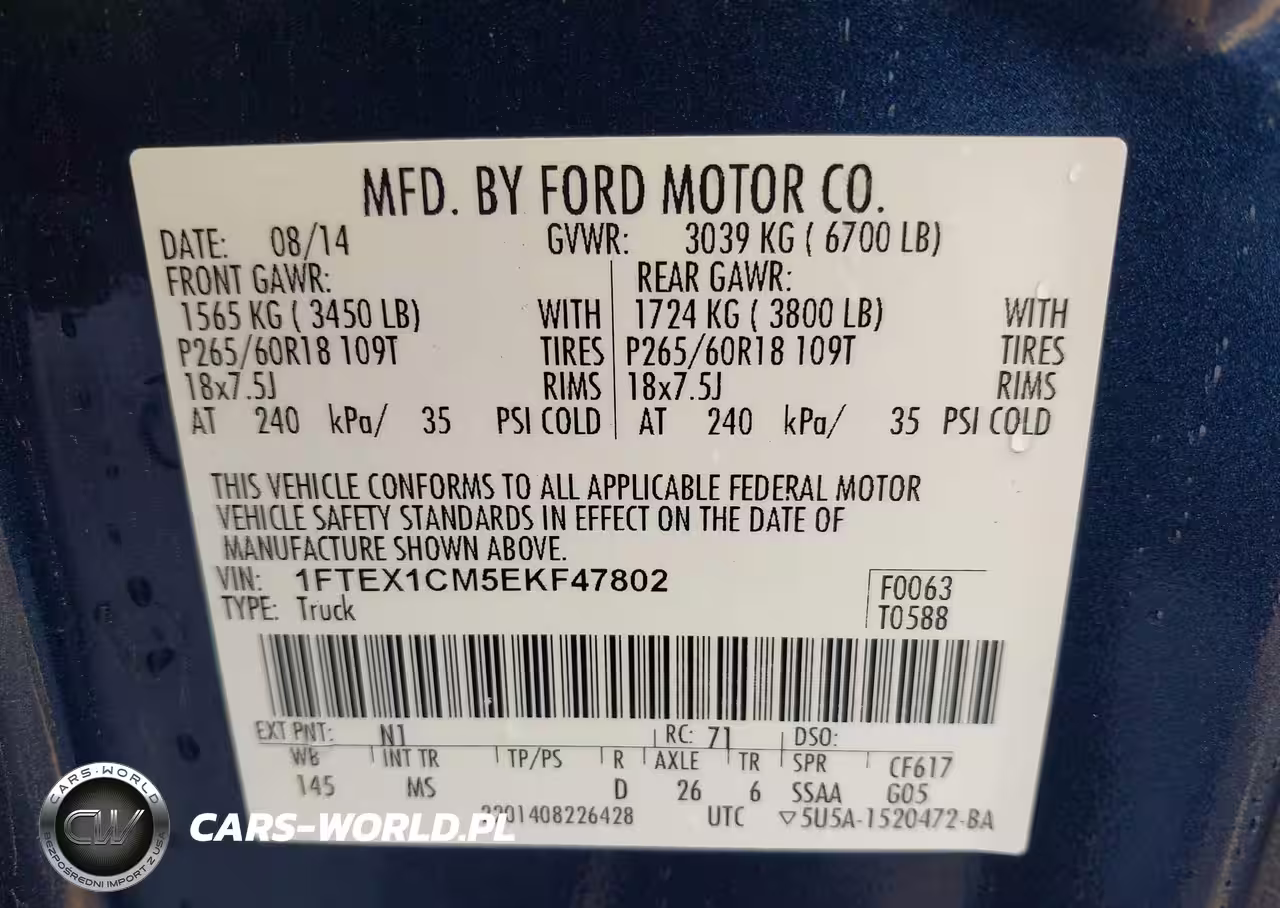 MFD. BY FORD MOTOR CO.
DATE: 08/14 GVWR: 3039 KG ( 6700 LB)
FRONT GAWR: REAR GAWR:
1565 KG ( 3450 LB) WITH 1724 KG ( 3800 LB) WITH
P265/60R18 109T TIRES P265/60R18 109T TIRES
18x7.5J RIMS 18x7.5J RIMS
AT 240 kPa/ 35 PSI COLD AT 240 kPa/ 35 PSI COLD
THIS VEHICLE CONFORMS TO ALL APPLICABLE FEDERAL MOTOR
VEHICLE SAFETY STANDARDS IN EFFECT ON THE DATE OF
MANUFACTURE SHOWN ABOVE.
VIN: 1FTEX1CM5EKF47802
TYPE: Truck
F0063
T0588
EXT PNT: N1 RC: 71 DSO:
WB INT TR TP/PS R AXLE TR SPR CF617
145 MS D 26 6 SSAA G05
UTC ▽5U5A-1520472-BA
CARS-WORLD.PL
CARS-WORLD
CW
BEZPOŚREDNI IMPORT Z USA